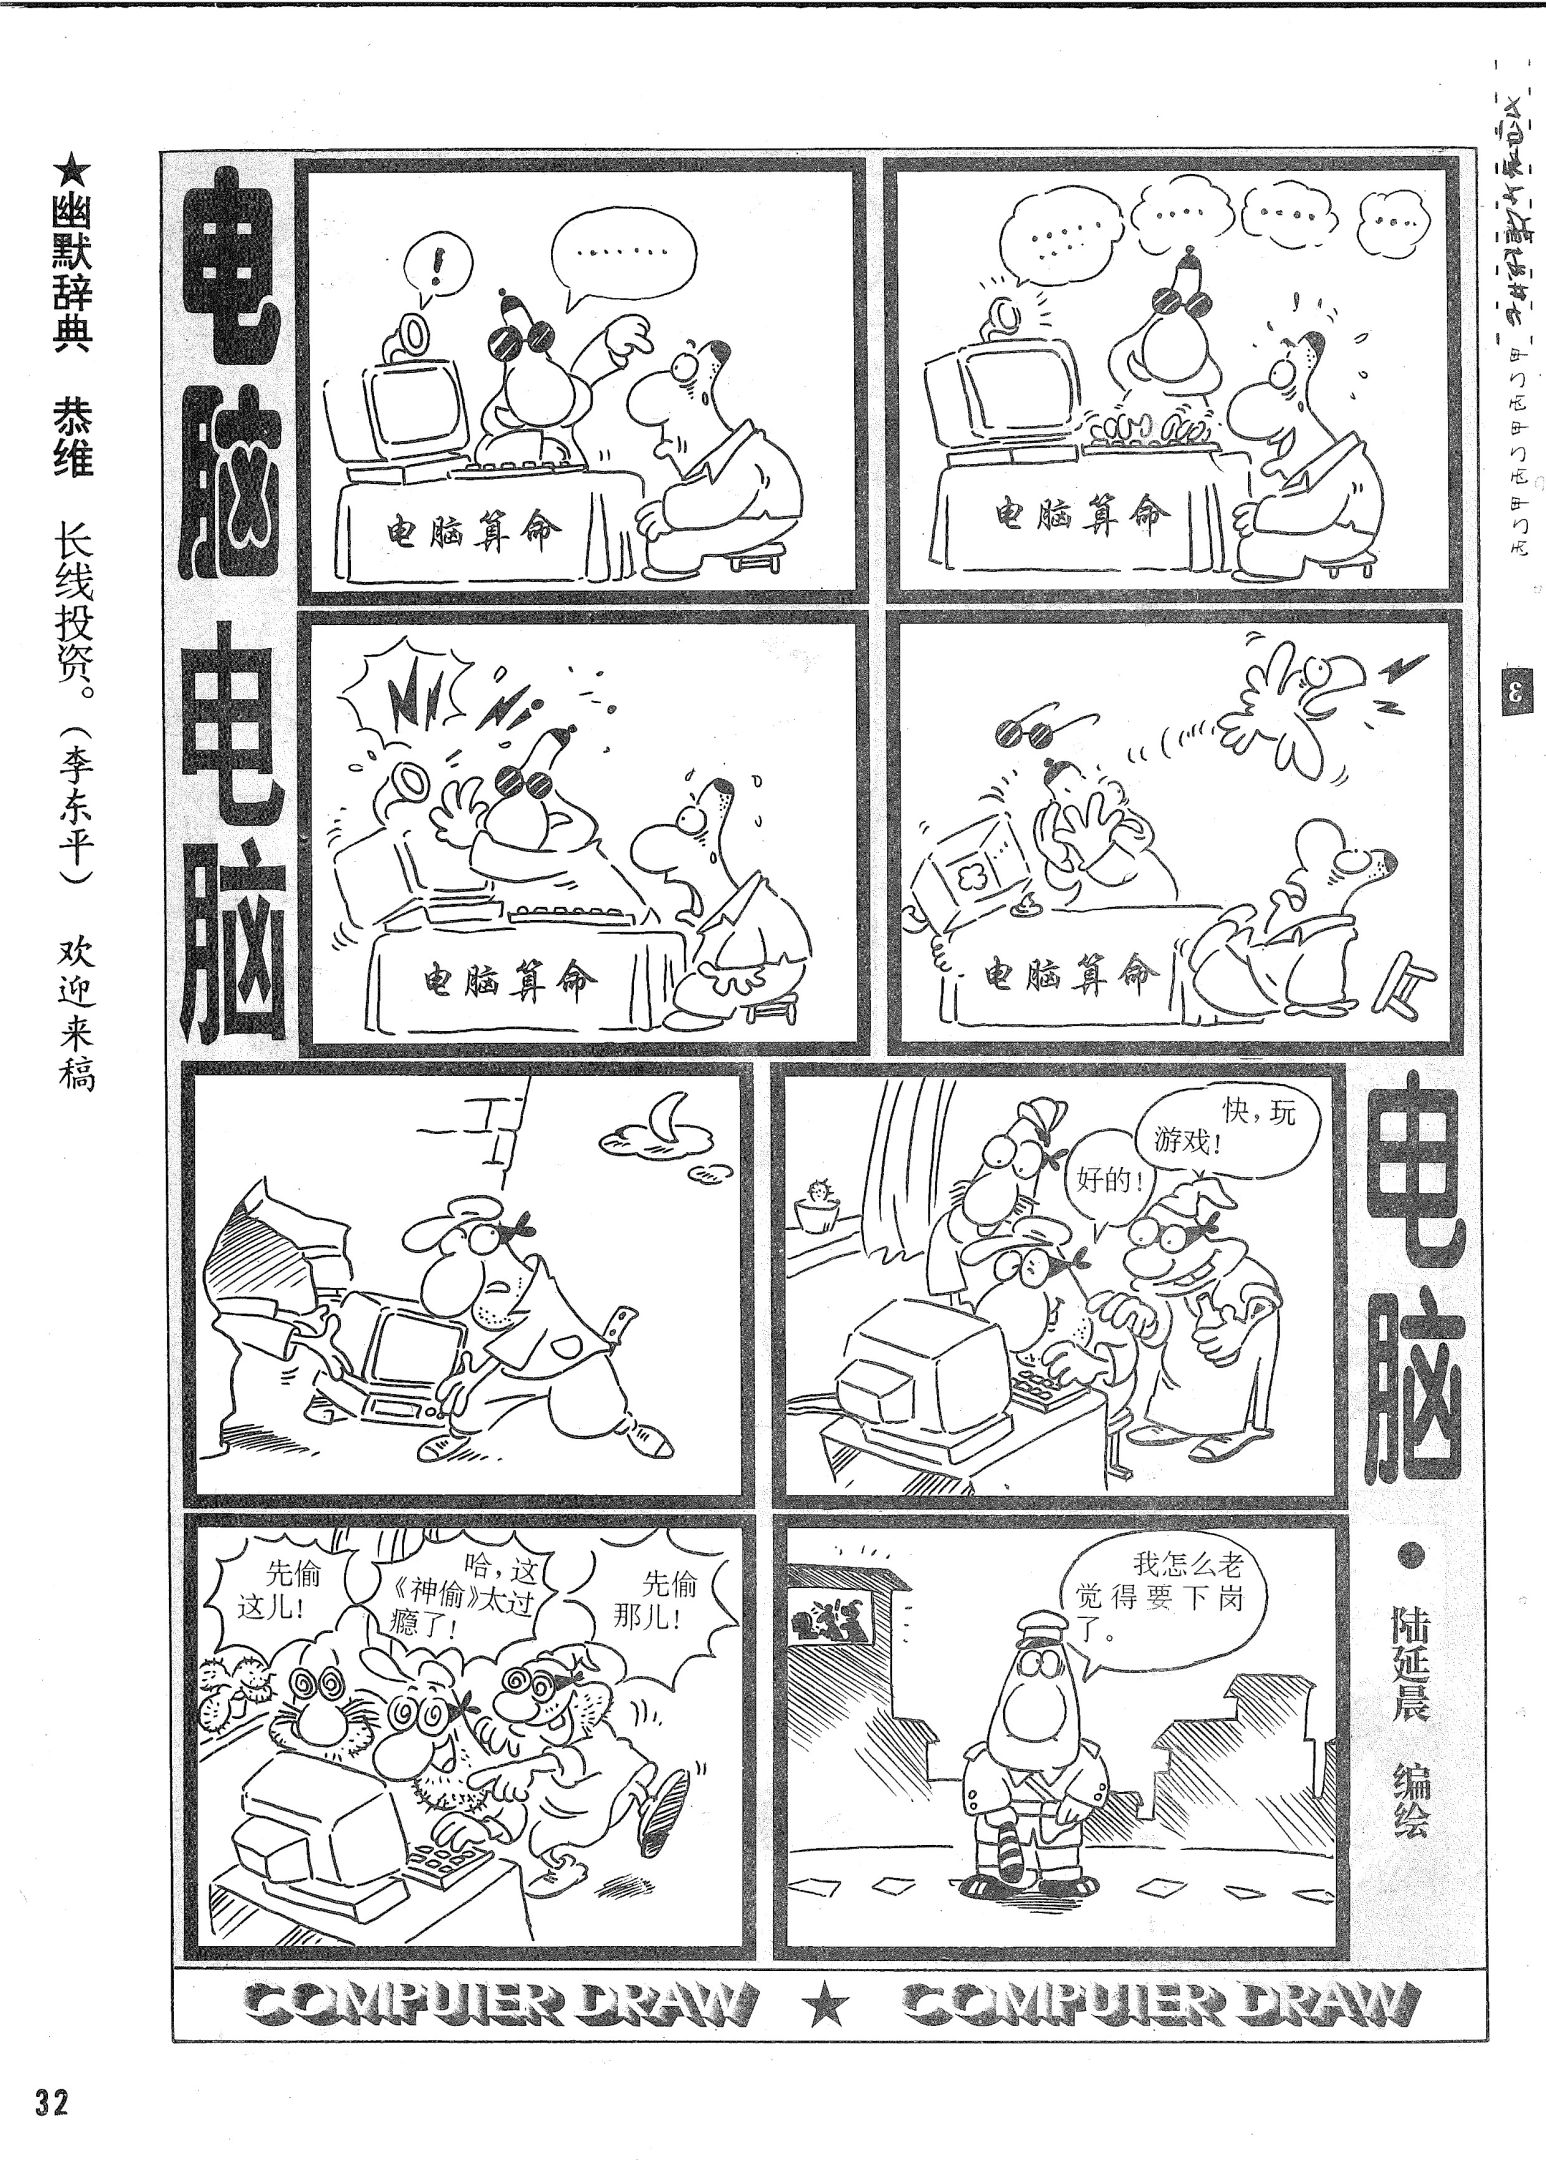 ★幽默辞典 恭维 长线投资。(李东平) 欢迎来稿
电脑电脑
!
.......
电脑算命
电脑算命
电脑算命
电脑算命
电脑
●陆延晨 编绘
快,玩
游戏!
好的!
先偷
这儿!
哈,这
《神偷》太过
瘾了!
先偷
那儿!
我怎么老
觉得要下岗
了。
COMPUTER DRAW ★ COMPUTER DRAW
32